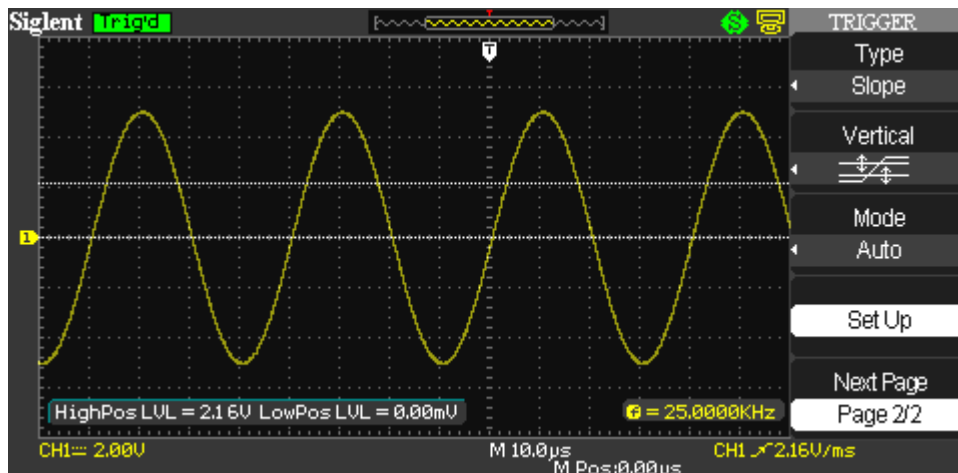 Siglent Trig'd S TRIGGER
T
Type
Slope
Vertical
1
Mode
Auto
Set Up
Next Page
HighPos LVL = 2.16V LowPos LVL = 0.00mV f = 25.0000KHz Page 2/2
CH1 2.00V M 10.0µs CH1 2.16V/ms
M Pos:0.00µs